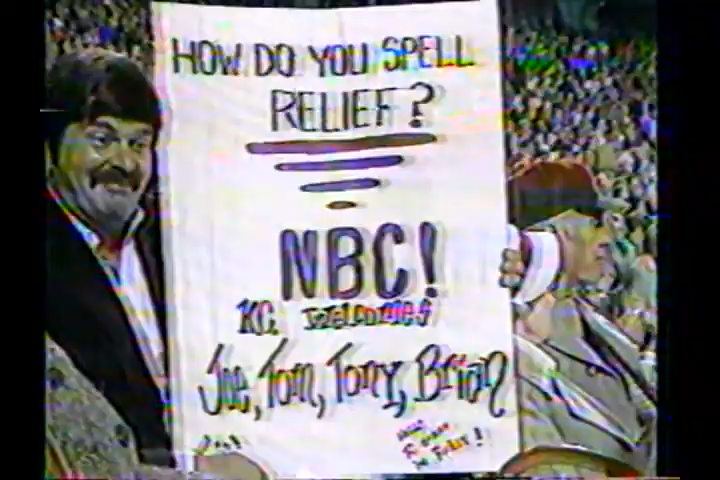 HOW DO YOU SPELL
RELIEF?
NBC!
KC. Welcomes
Joe, Tom, Tony, Brian